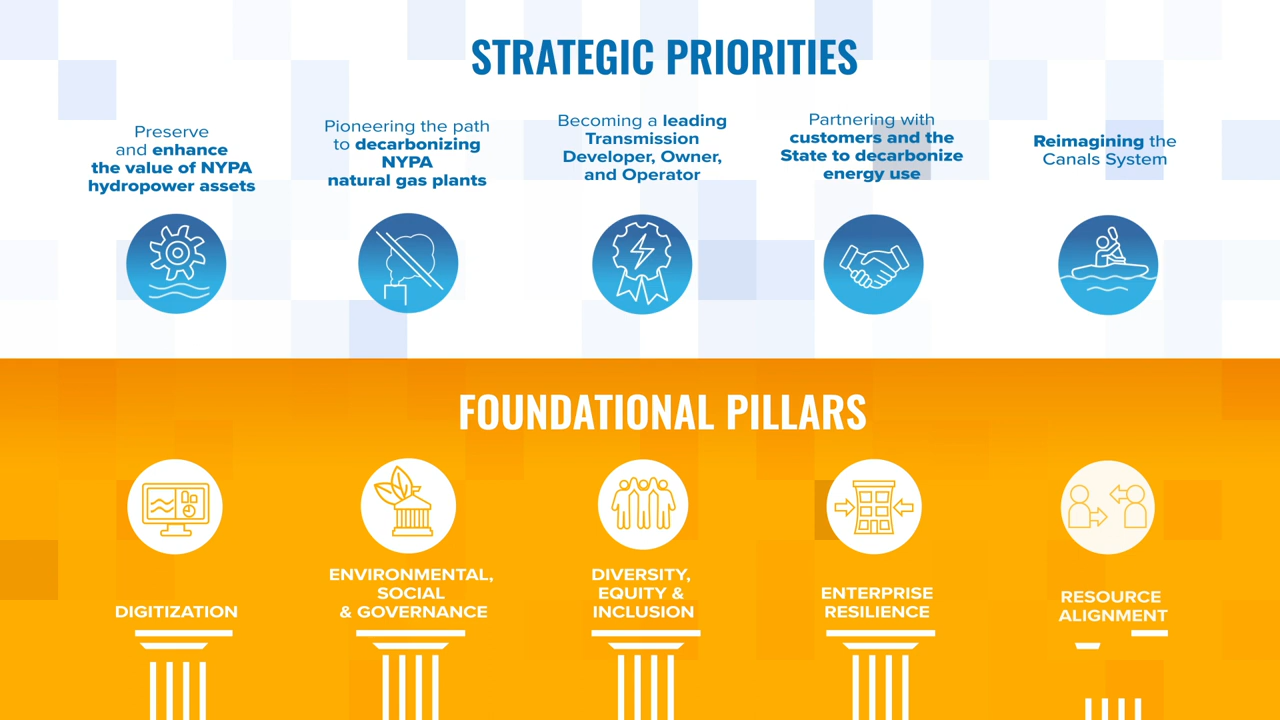 STRATEGIC PRIORITIES
Preserve
and enhance
the value of NYPA
hydropower assets
Pioneering the path
to decarbonizing
NYPA
natural gas plants
Becoming a leading
Transmission
Developer, Owner,
and Operator
Partnering with
customers and the
State to decarbonize
energy use
Reimagining the
Canals System
FOUNDATIONAL PILLARS
DIGITIZATION
ENVIRONMENTAL,
SOCIAL
& GOVERNANCE
DIVERSITY,
EQUITY &
INCLUSION
ENTERPRISE
RESILIENCE
RESOURCE
ALIGNMENT